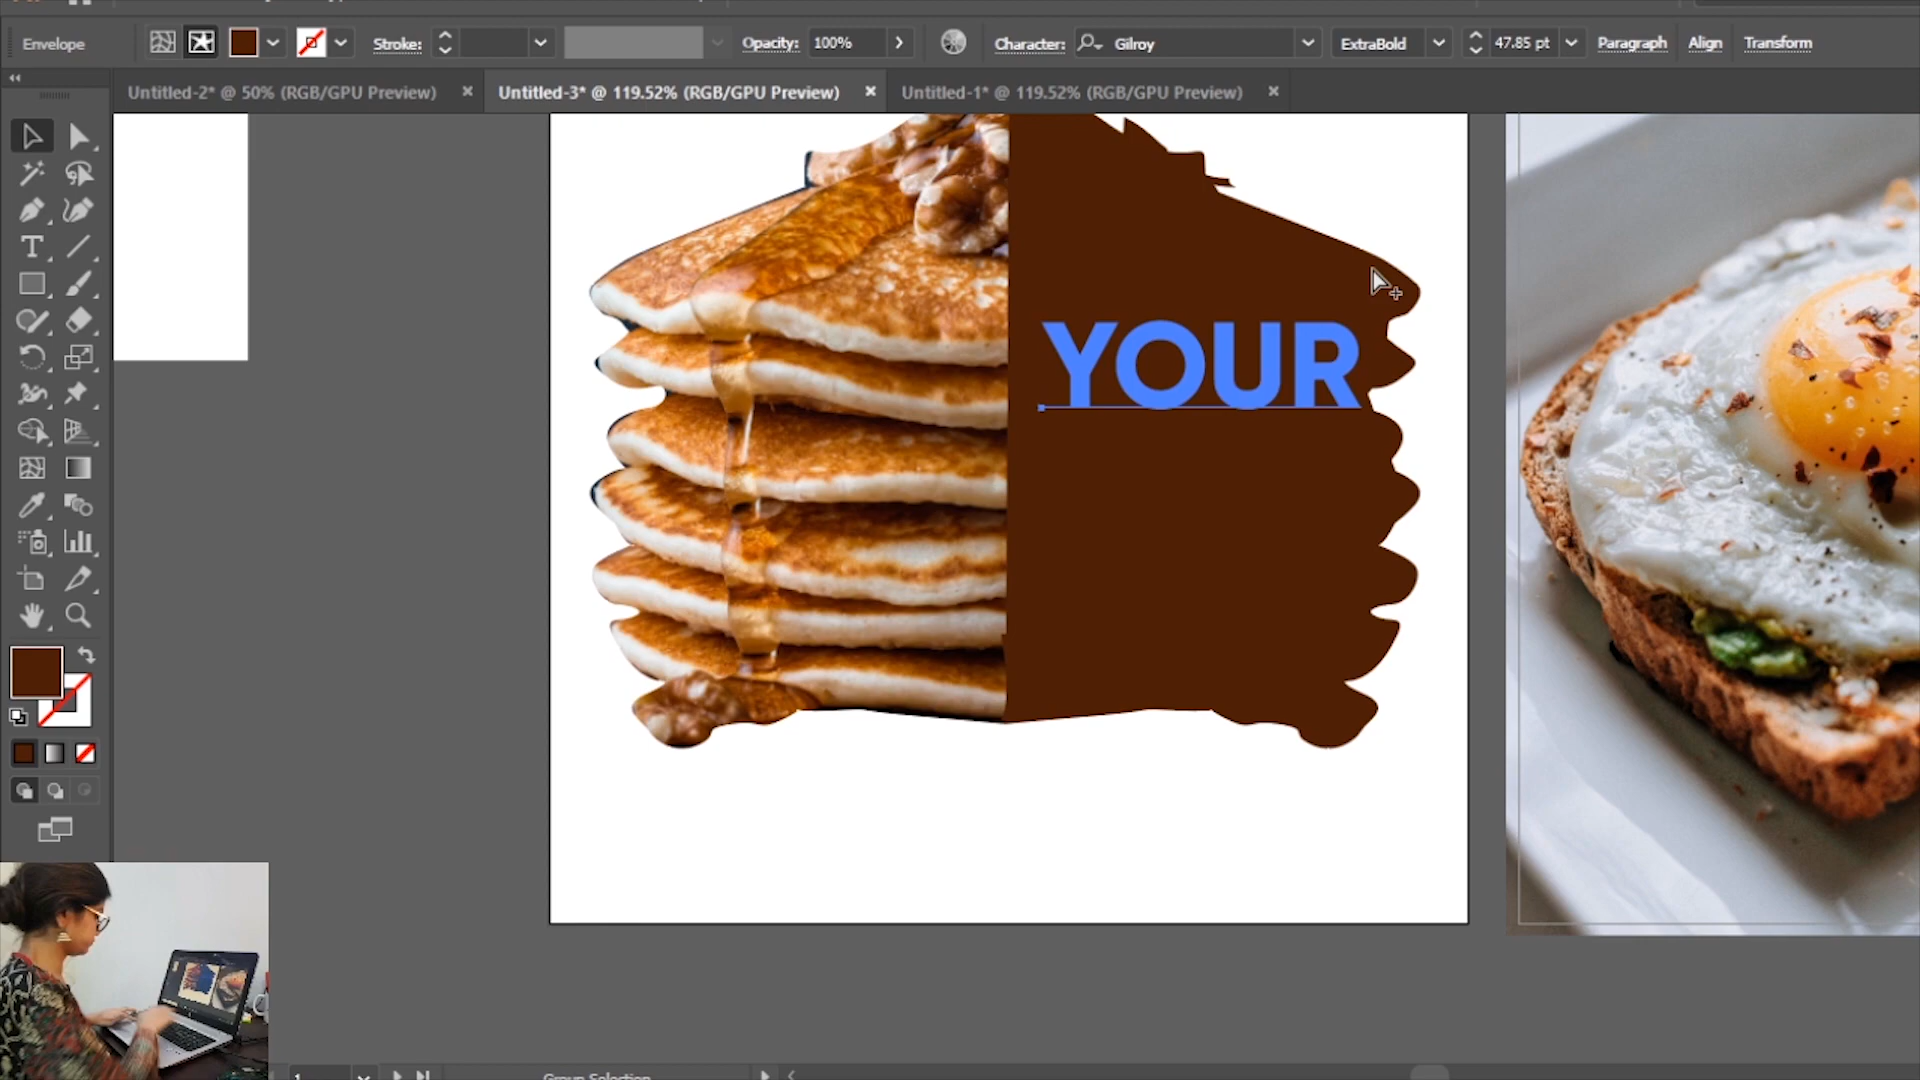 Envelope
Stroke:
Opacity: 100%
Character: Gilroy
ExtraBold
47.85 pt
Paragraph
Align
Transform
Untitled-2* @ 50% (RGB/GPU Preview) ×
Untitled-3* @ 119.52% (RGB/GPU Preview) ×
Untitled-1* @ 119.52% (RGB/GPU Preview) ×
YOUR
1
Group Selection